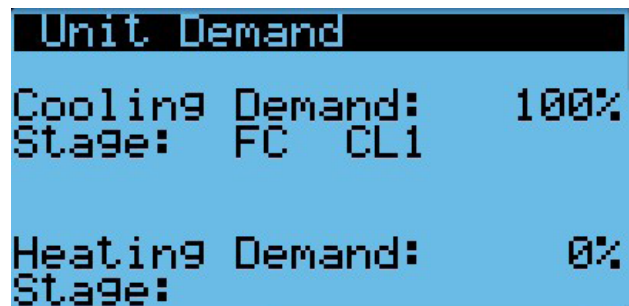 Unit Demand
Cooling Demand: 100%
Stage: FC CL1
Heating Demand: 0%
Stage: